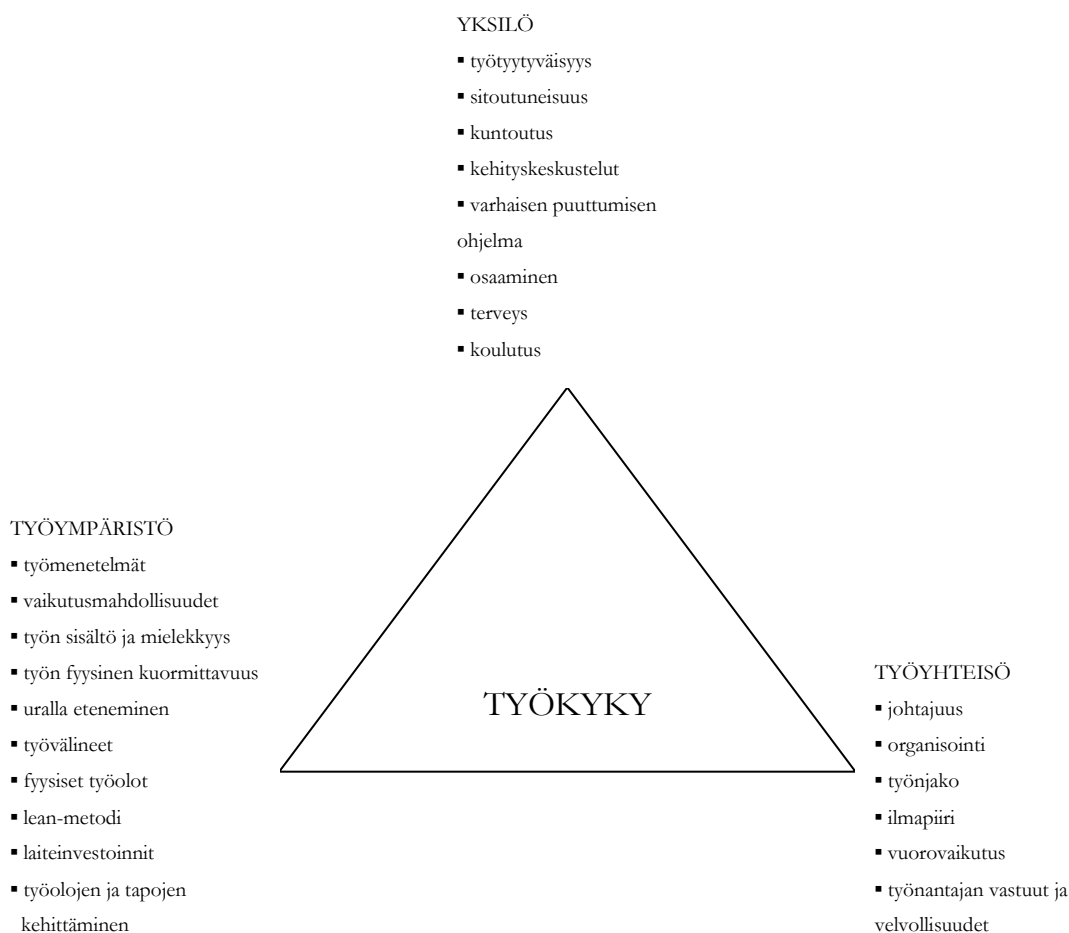 YKSILÖ
▪ työtyytyväisyys
▪ sitoutuneisuus
▪ kuntoutus
▪ kehityskeskustelut
▪ varhaisen puuttumisen
ohjelma
▪ osaaminen
▪ terveys
▪ koulutus
TYÖYMPÄRISTÖ
▪ työmenetelmät
▪ vaikutusmahdollisuudet
▪ työn sisältö ja mielekkyys
▪ työn fyysinen kuormittavuus
▪ uralla eteneminen
▪ työvälineet
▪ fyysiset työolot
▪ lean-metodi
▪ laiteinvestoinnit
▪ työolojen ja tapojen
kehittäminen
TYÖKYKY
TYÖYHTEISÖ
▪ johtajuus
▪ organisointi
▪ työnjako
▪ ilmapiiri
▪ vuorovaikutus
▪ työnantajan vastuut ja
velvollisuudet